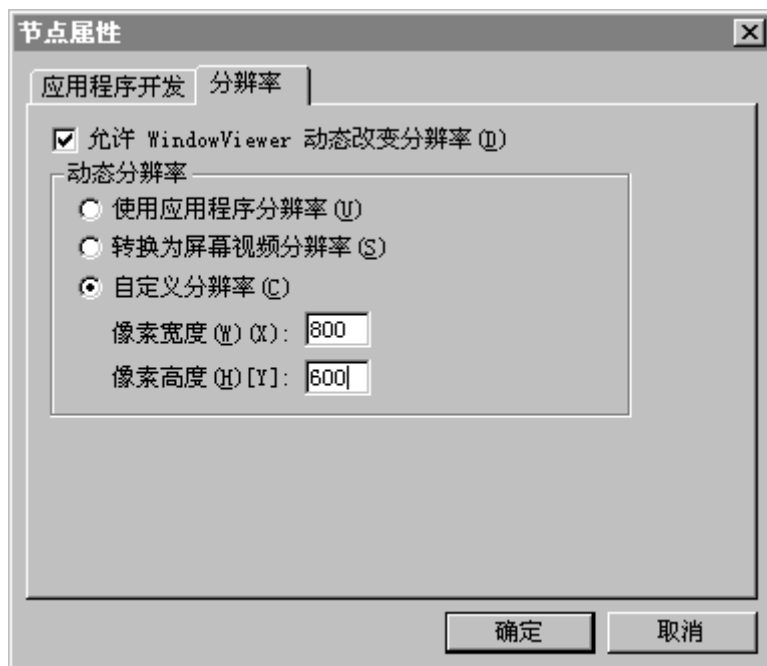 节点属性
应用程序开发 分辨率
允许 WindowViewer 动态改变分辨率(D)
动态分辨率
使用应用程序分辨率(U)
转换为屏幕视频分辨率(S)
自定义分辨率(C)
像素宽度(W)(X): 800
像素高度(H)[Y]: 600
确定 取消